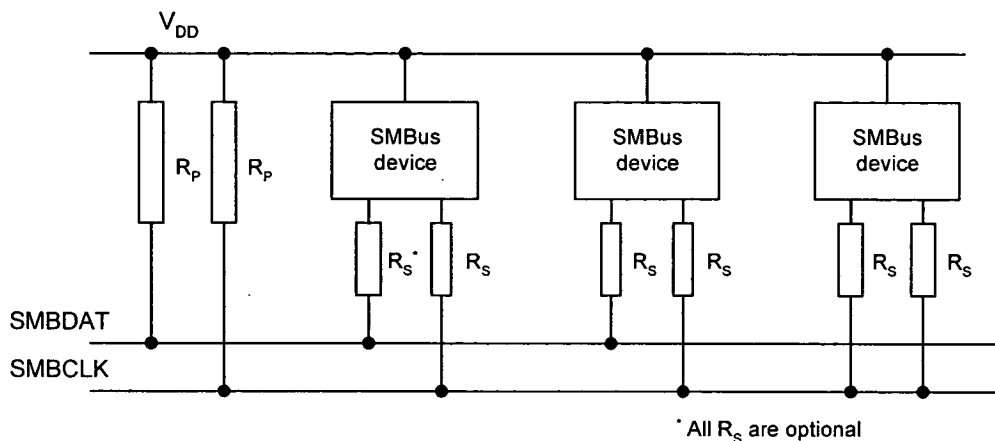 VDD
RP
RP
SMBus
device
SMBus
device
SMBus
device
RS*
RS
RS
RS
RS
RS
SMBDAT
SMBCLK
* All RS are optional